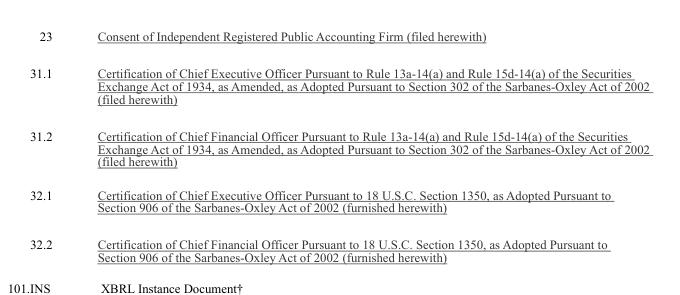 23 Consent of Independent Registered Public Accounting Firm (filed herewith)
31.1 Certification of Chief Executive Officer Pursuant to Rule 13a-14(a) and Rule 15d-14(a) of the Securities
Exchange Act of 1934, as Amended, as Adopted Pursuant to Section 302 of the Sarbanes-Oxley Act of 2002
(filed herewith)
31.2 Certification of Chief Financial Officer Pursuant to Rule 13a-14(a) and Rule 15d-14(a) of the Securities
Exchange Act of 1934, as Amended, as Adopted Pursuant to Section 302 of the Sarbanes-Oxley Act of 2002
(filed herewith)
32.1 Certification of Chief Executive Officer Pursuant to 18 U.S.C. Section 1350, as Adopted Pursuant to
Section 906 of the Sarbanes-Oxley Act of 2002 (furnished herewith)
32.2 Certification of Chief Financial Officer Pursuant to 18 U.S.C. Section 1350, as Adopted Pursuant to
Section 906 of the Sarbanes-Oxley Act of 2002 (furnished herewith)
101.INS XBRL Instance Document†